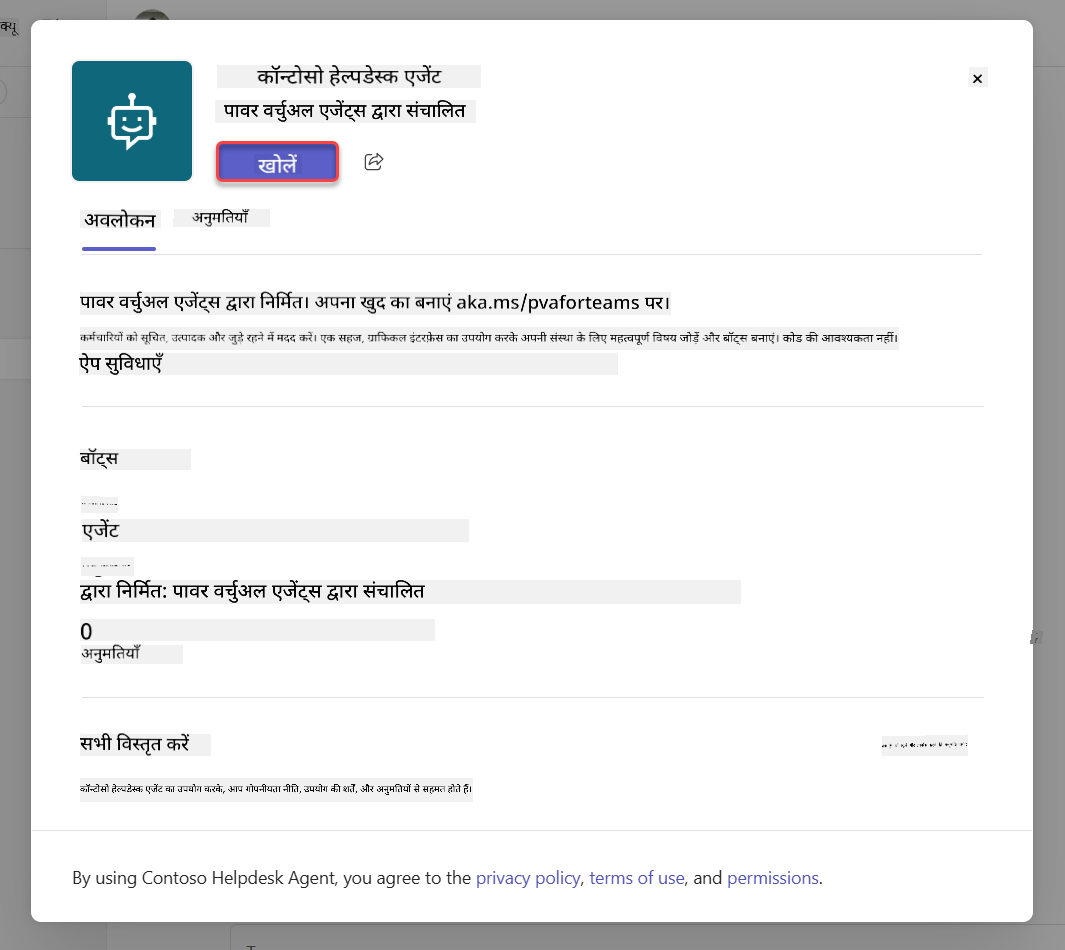 क्यू
कॉन्टोसो हेल्पडेस्क एजेंट
पावर वर्चुअल एजेंट्स द्वारा संचालित
खोलें
अवलोकन
अनुमतियाँ
पावर वर्चुअल एजेंट्स द्वारा निर्मित। अपना खुद का बनाएं aka.ms/pvaforteams पर।
कर्मचारियों को सूचित, उत्पादक और जुड़े रहने में मदद करें। एक सहज, ग्राफिकल इंटरफ़ेस का उपयोग करके अपनी संस्था के लिए महत्वपूर्ण विषय जोड़ें और बॉट्स बनाएं। कोड की आवश्यकता नहीं।
ऐप सुविधाएँ
बॉट्स
एजेंट
द्वारा निर्मित: पावर वर्चुअल एजेंट्स द्वारा संचालित
0
अनुमतियाँ
सभी विस्तृत करें
कॉन्टोसो हेल्पडेस्क एजेंट का उपयोग करके, आप गोपनीयता नीति, उपयोग की शर्तें, और अनुमतियों से सहमत होते हैं।
By using Contoso Helpdesk Agent, you agree to the privacy policy, terms of use, and permissions.